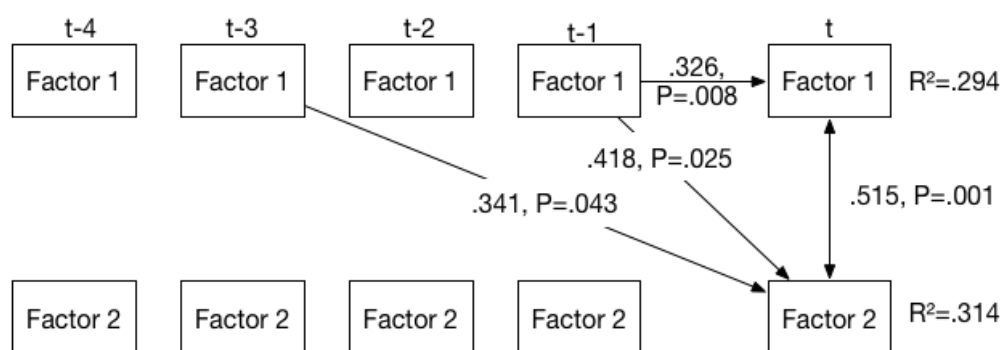 t-4 t-3 t-2 t-1 t
Factor 1 Factor 1 Factor 1 Factor 1 .326, Factor 1 R²=.294
P=.008
.418, P=.025
.341, P=.043 .515, P=.001
Factor 2 Factor 2 Factor 2 Factor 2 Factor 2 R²=.314